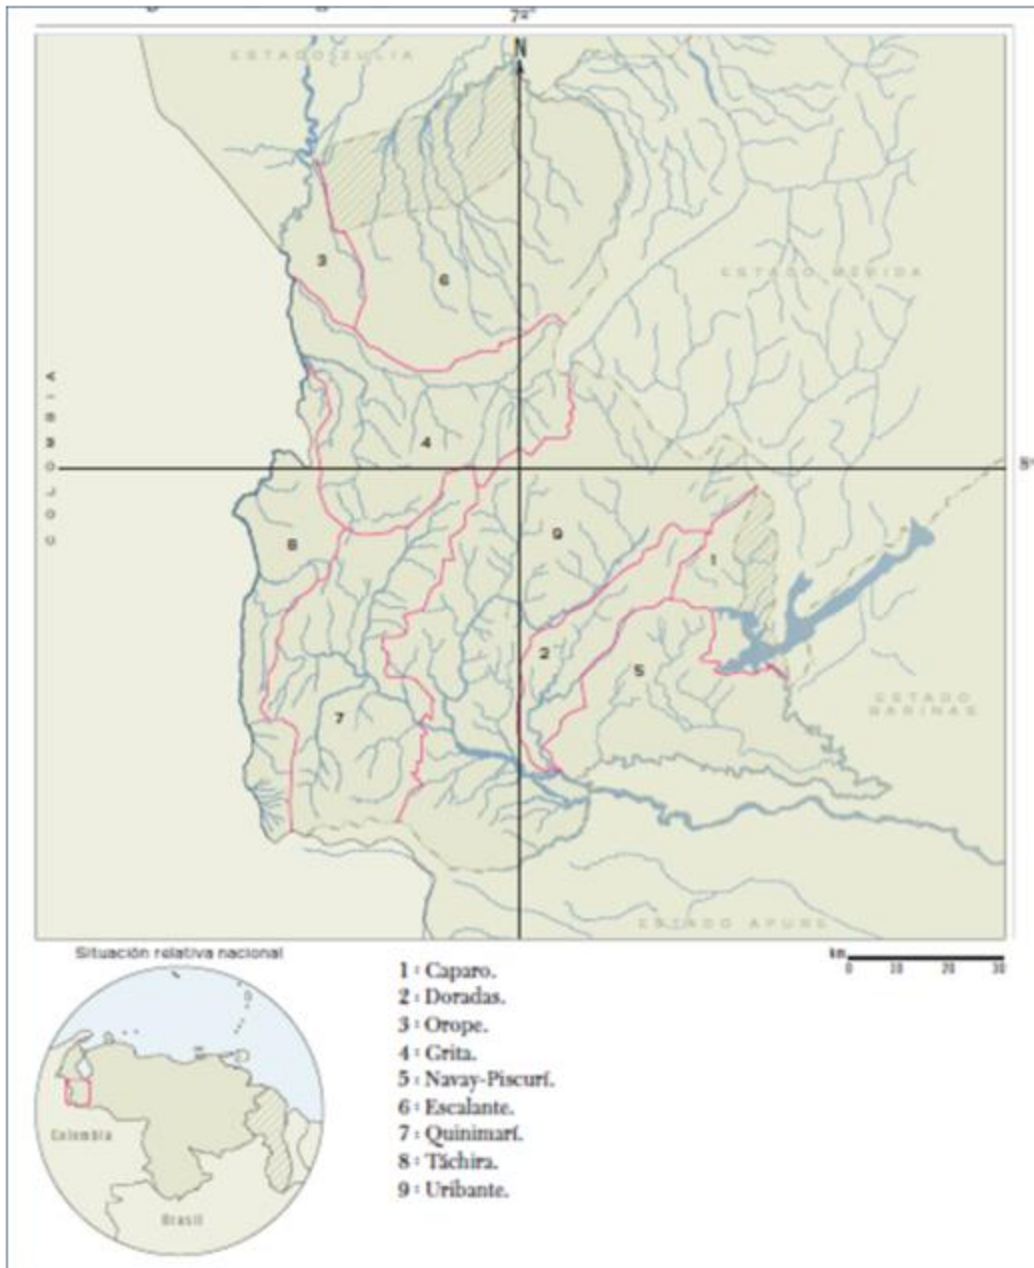 N
ESTADO ZULIA
3
6
ESTADO MÉRIDA
COLOMBIA
4
8°
8
9
1
2
5
7
ESTADO
BARINAS
ESTADO APURE
Situación relativa nacional
km
0 10 20 30
Colombia
Brasil
1 : Caparo.
2 : Doradas.
3 : Orope.
4 : Grita.
5 : Navay-Piscurí.
6 : Escalante.
7 : Quinimarí.
8 : Táchira.
9 : Uribante.